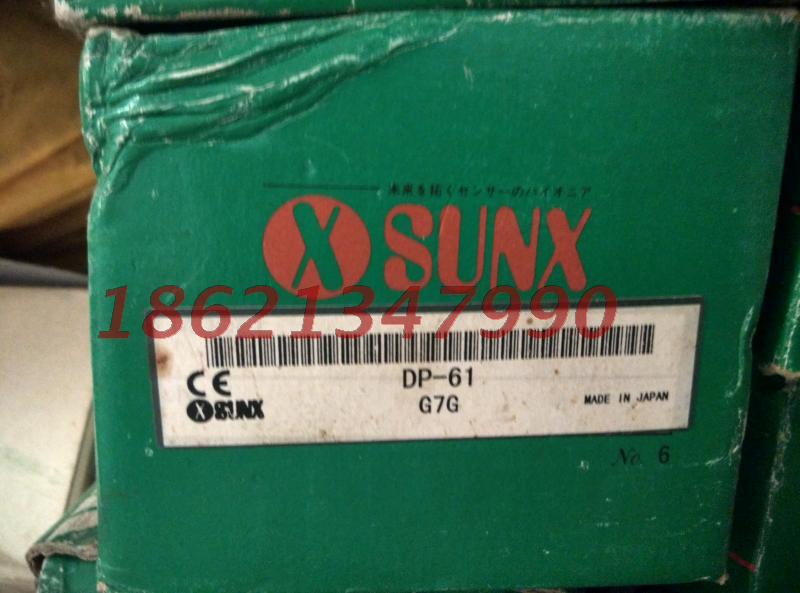 未来を拓くセンサーのパイオニア
SUNX
18621347990
CE
DP-61
SUNX
G7G
MADE IN JAPAN
No. 6